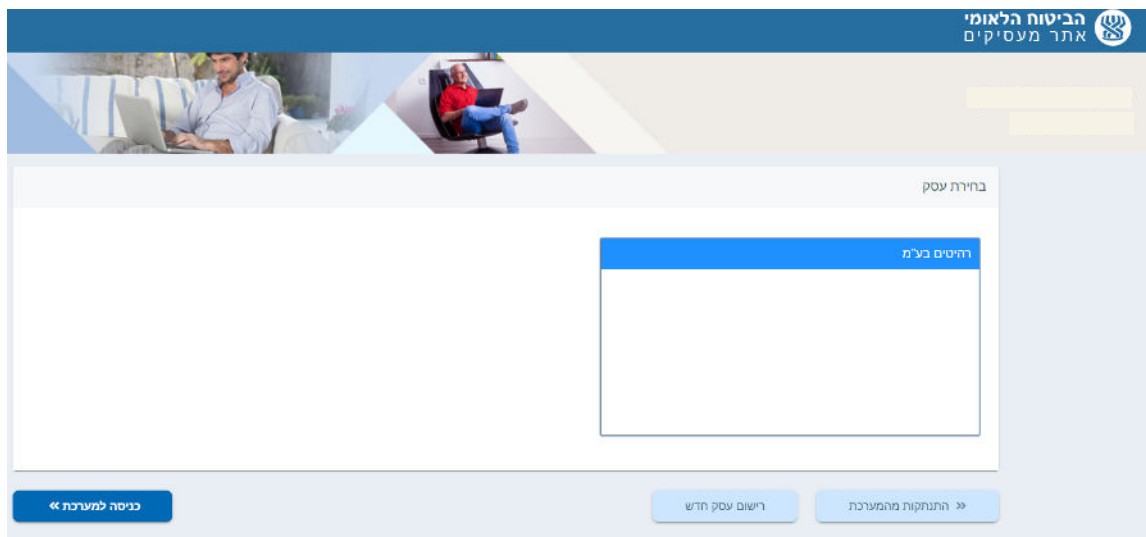 הביטוח הלאומי
אתר מעסיקים
בחירת עסק
רהיטים בע"מ
« התנתקות מהמערכת
רישום עסק חדש
כניסה למערכת »